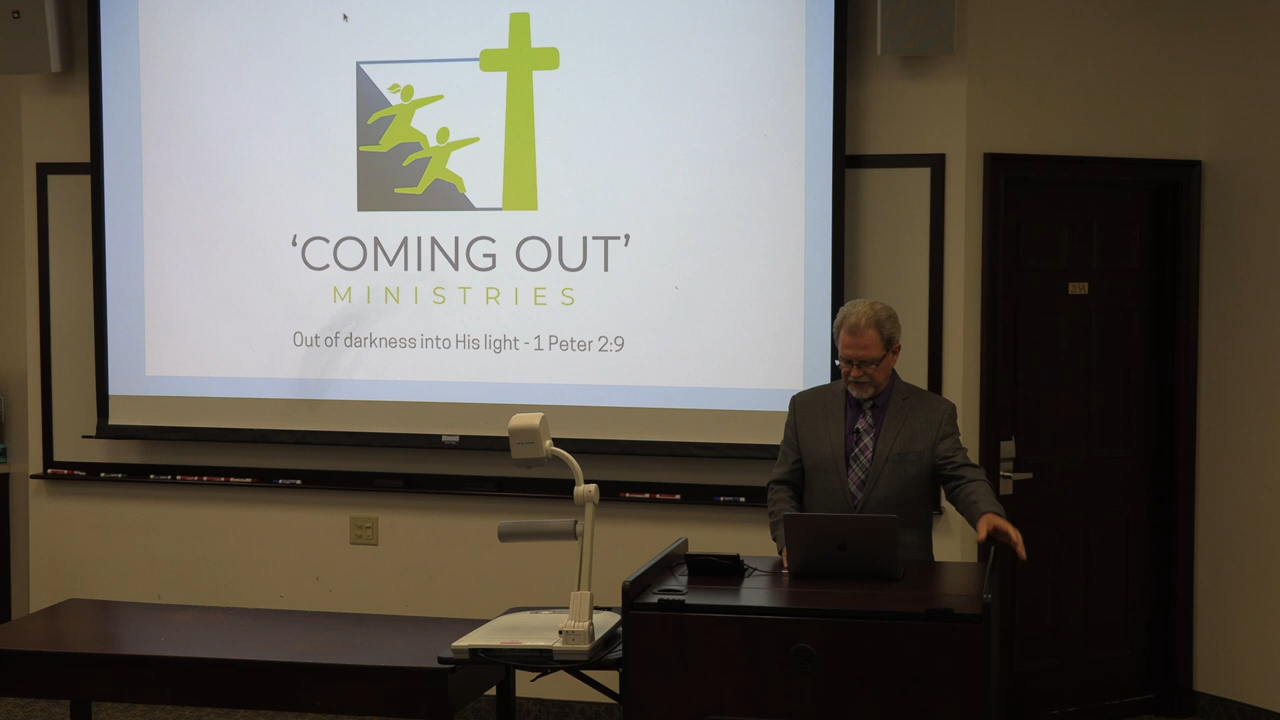 ‘COMING OUT’
MINISTRIES
Out of darkness into His light - 1 Peter 2:9